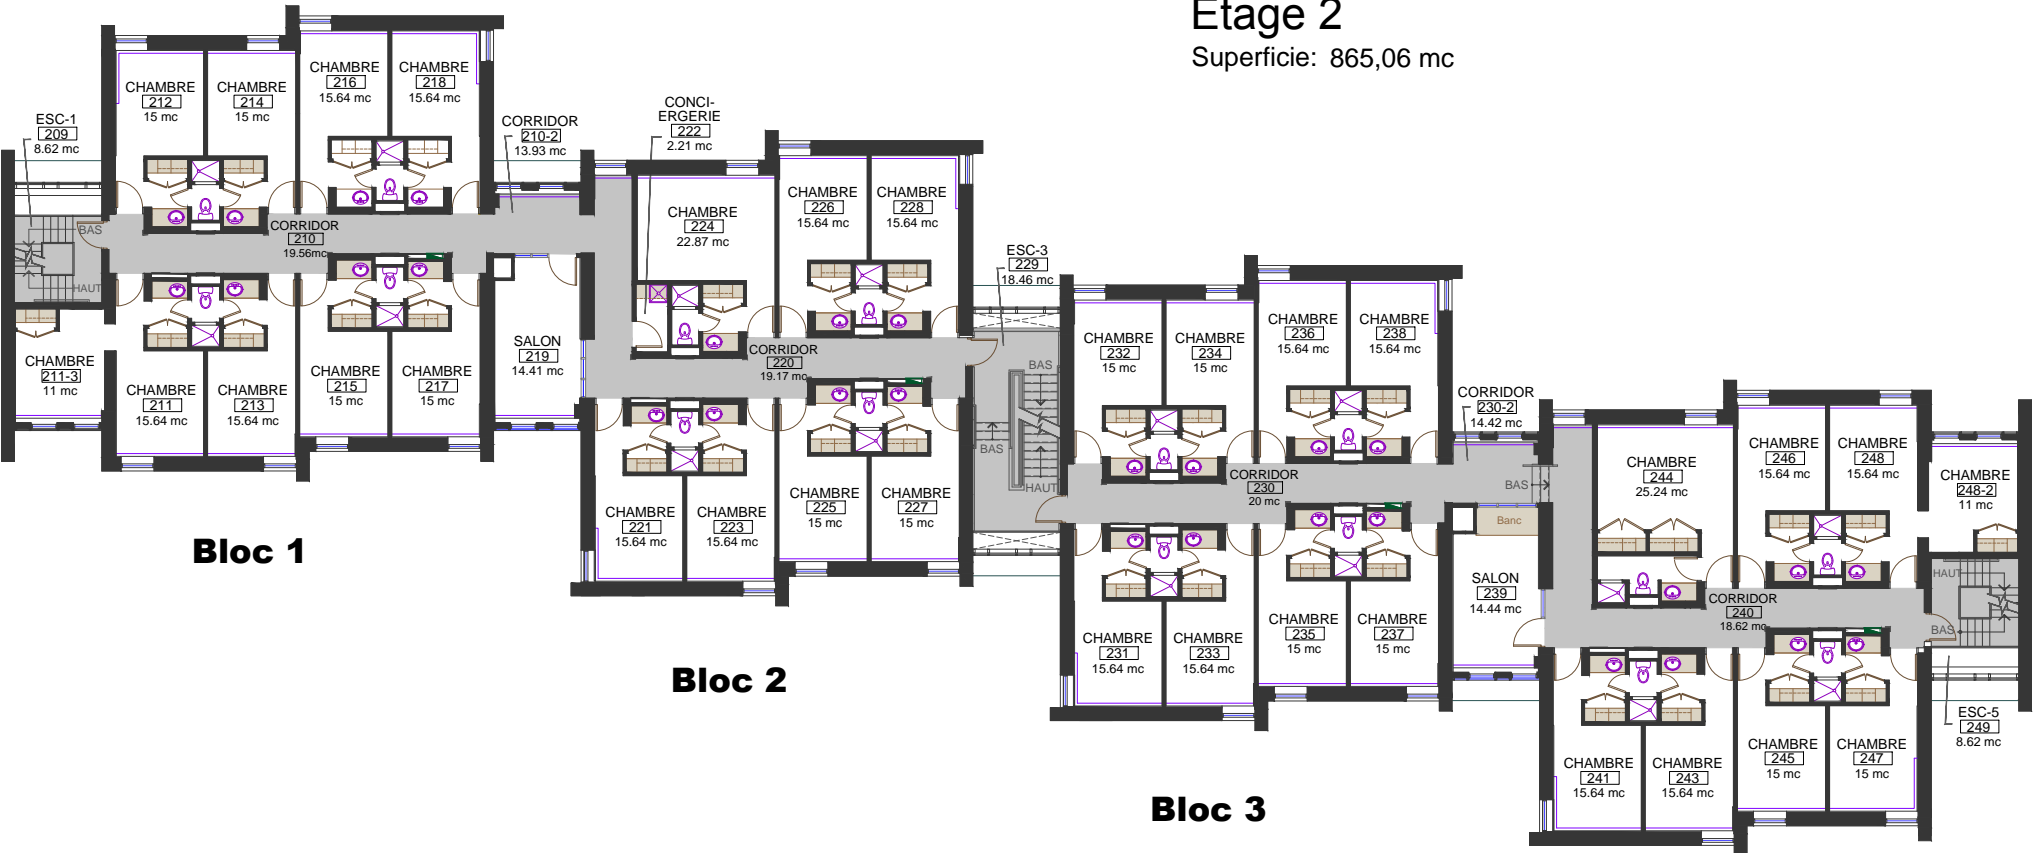 Etage 2
Superficie: 865,06 mc
ESC-1
209
8.62 mc
CHAMBRE
212
15 mc
CHAMBRE
214
15 mc
CHAMBRE
216
15.64 mc
CHAMBRE
218
15.64 mc
CORRIDOR
210-2
13.93 mc
BAS
HAUT
CORRIDOR
210
19.56mc
CHAMBRE
211-3
11 mc
CHAMBRE
211
15.64 mc
CHAMBRE
213
15.64 mc
CHAMBRE
215
15 mc
CHAMBRE
217
15 mc
SALON
219
14.41 mc
Bloc 1
CONCI-
ERGERIE
222
2.21 mc
CHAMBRE
224
22.87 mc
CHAMBRE
226
15.64 mc
CHAMBRE
228
15.64 mc
CORRIDOR
220
19.17 mc
CHAMBRE
221
15.64 mc
CHAMBRE
223
15.64 mc
CHAMBRE
225
15 mc
CHAMBRE
227
15 mc
Bloc 2
ESC-3
229
18.46 mc
BAS
BAS
HAUT
CHAMBRE
232
15 mc
CHAMBRE
234
15 mc
CHAMBRE
236
15.64 mc
CHAMBRE
238
15.64 mc
CORRIDOR
230-2
14.42 mc
BAS
Banc
CORRIDOR
230
20 mc
CHAMBRE
231
15.64 mc
CHAMBRE
233
15.64 mc
CHAMBRE
235
15 mc
CHAMBRE
237
15 mc
SALON
239
14.44 mc
Bloc 3
CHAMBRE
244
25.24 mc
CHAMBRE
246
15.64 mc
CHAMBRE
248
15.64 mc
CHAMBRE
248-2
11 mc
HAUT
BAS
CORRIDOR
240
18.62 mc
CHAMBRE
241
15.64 mc
CHAMBRE
243
15.64 mc
CHAMBRE
245
15 mc
CHAMBRE
247
15 mc
ESC-5
249
8.62 mc